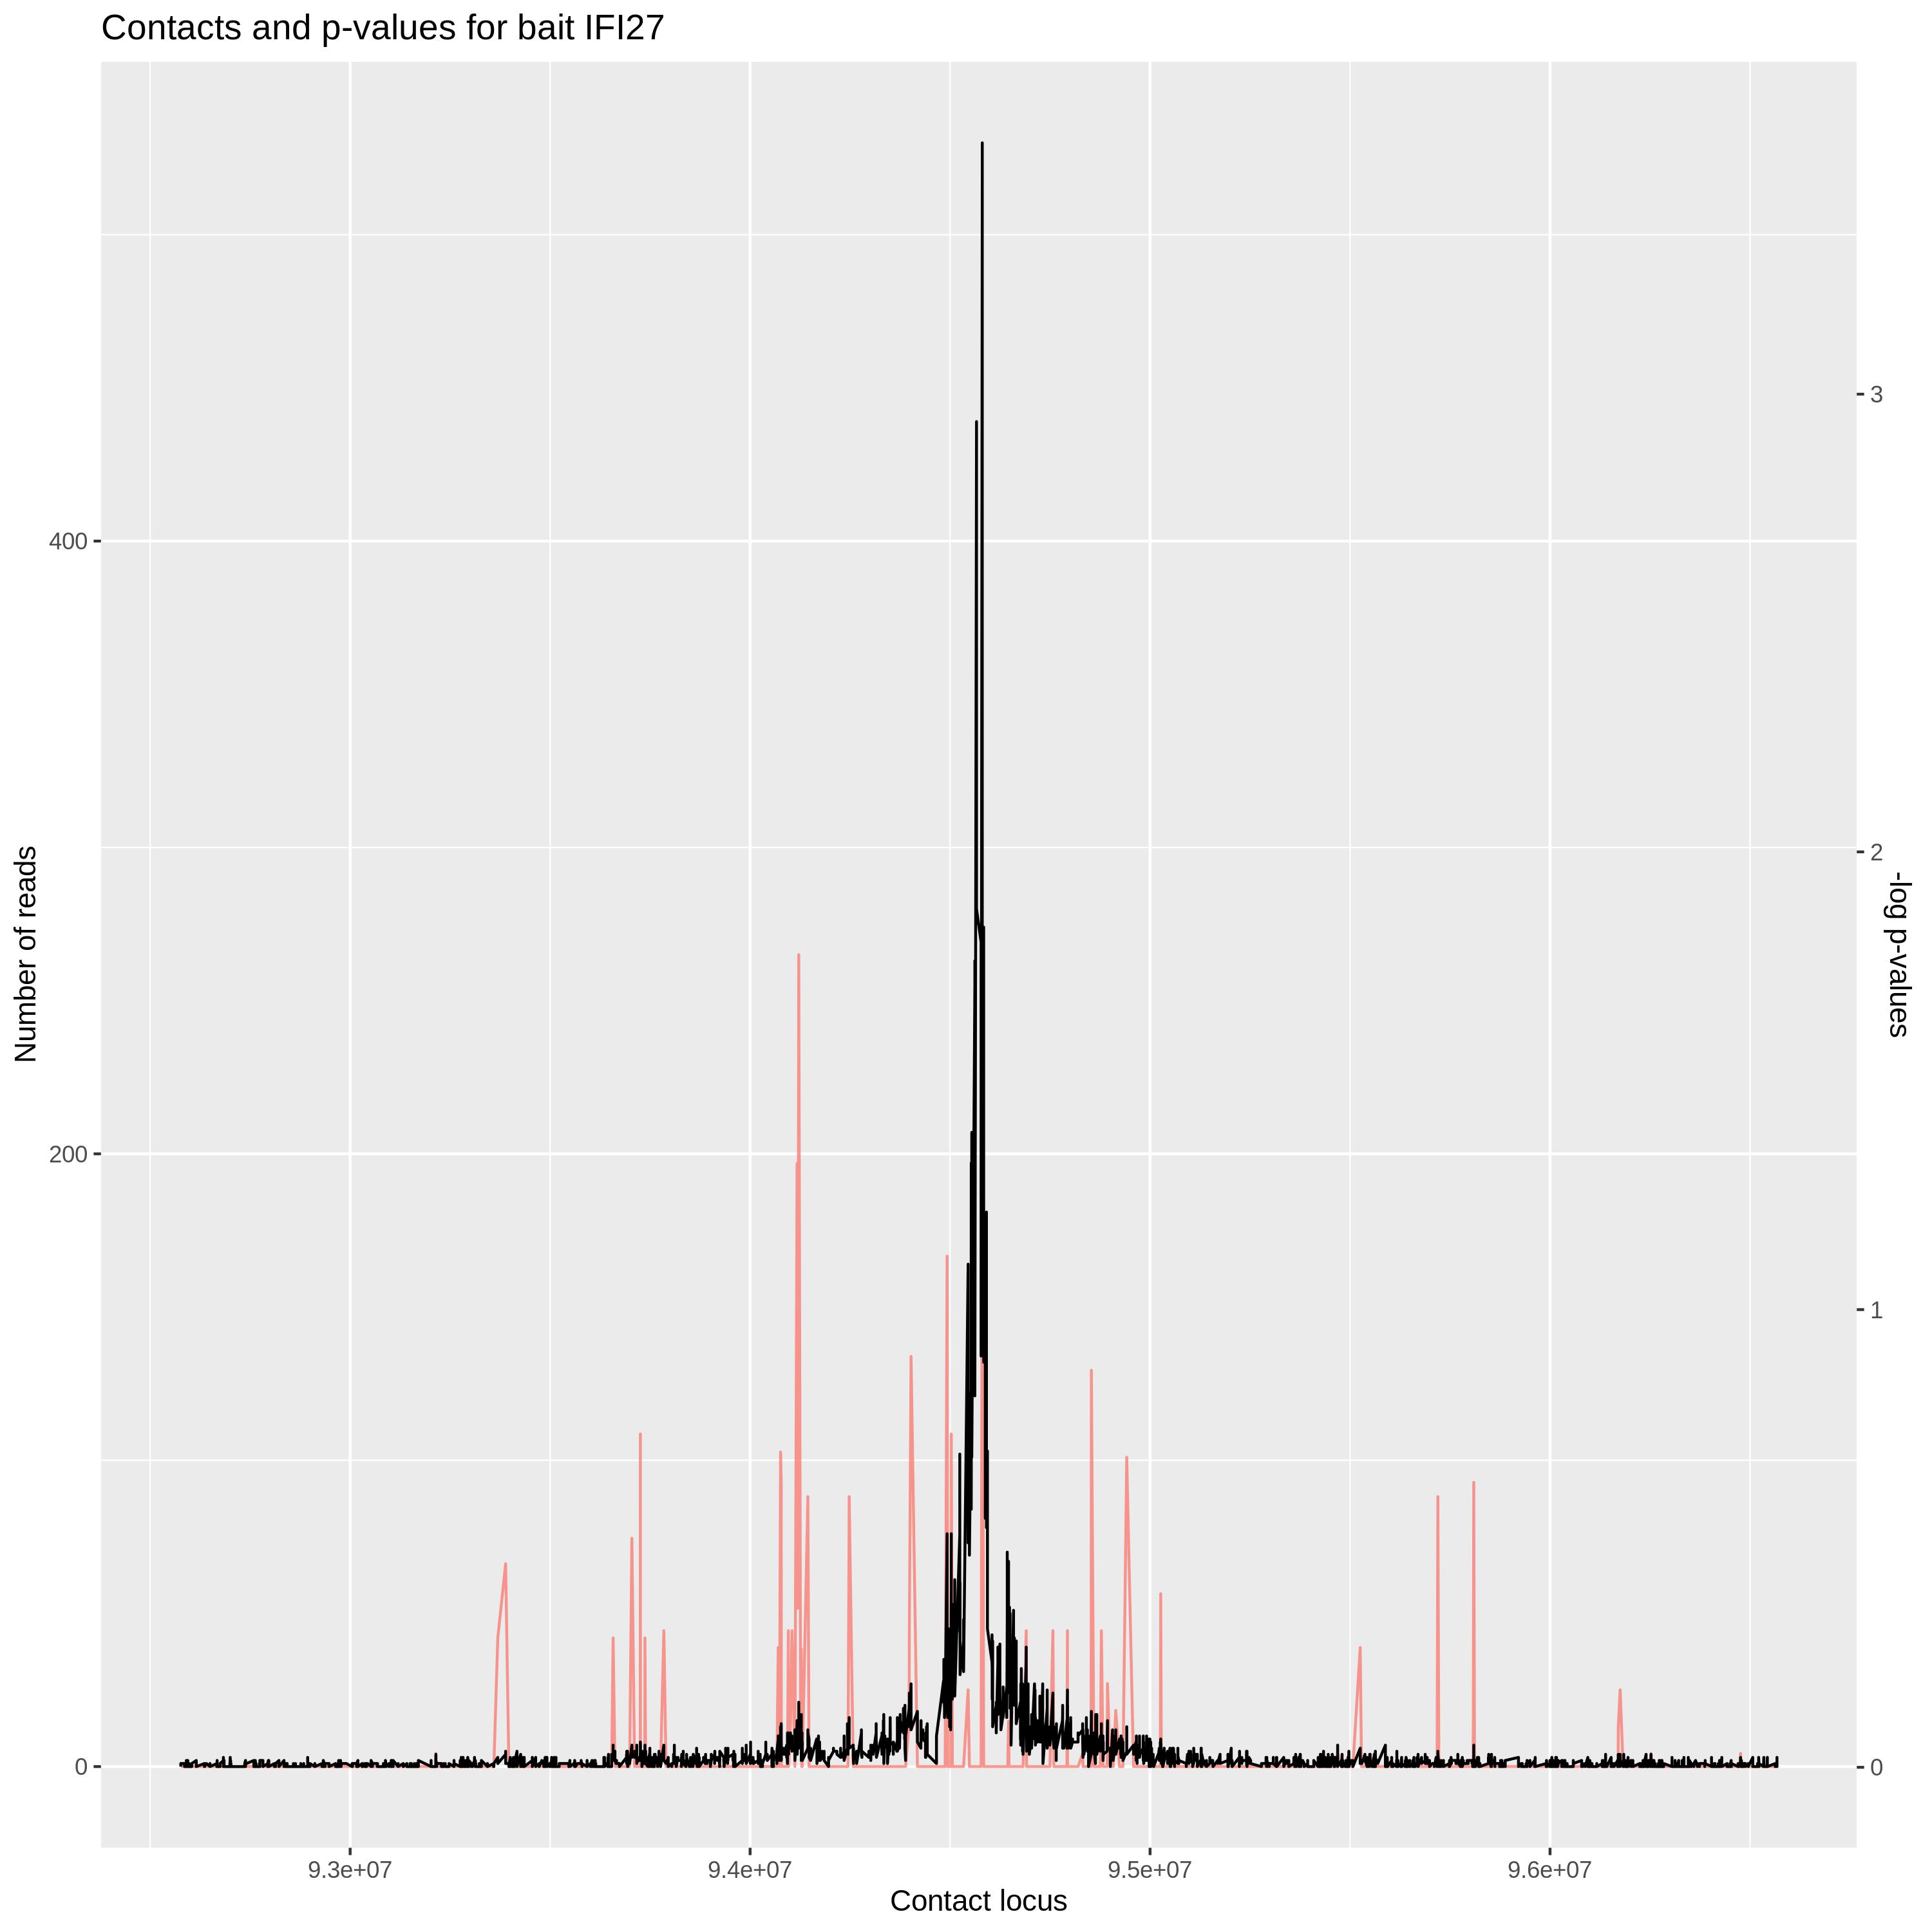 Contacts and p-values for bait IFI27
Number of reads
400
200
0
3
2
1
0
-log p-values
9.3e+07
9.4e+07
9.5e+07
9.6e+07
Contact locus